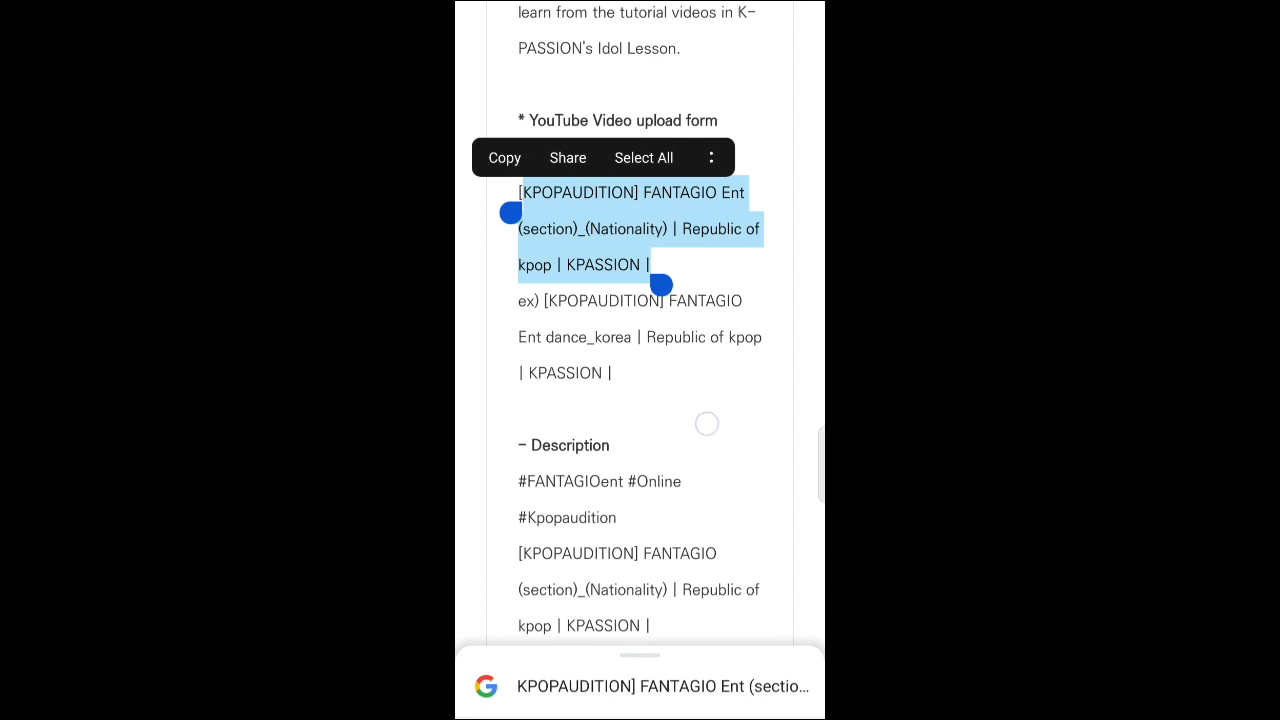 learn from the tutorial videos in K-
PASSION's Idol Lesson.
* YouTube Video upload form
Copy Share Select All
[KPOPAUDITION] FANTAGIO Ent
(section)_(Nationality) | Republic of
kpop | KPASSION |
ex) [KPOPAUDITION] FANTAGIO
Ent dance_korea | Republic of kpop
| KPASSION |
- Description
#FANTAGIOent #Online
#Kpopaudition
[KPOPAUDITION] FANTAGIO
(section)_(Nationality) | Republic of
kpop | KPASSION |
KPOPAUDITION] FANTAGIO Ent (sectio...